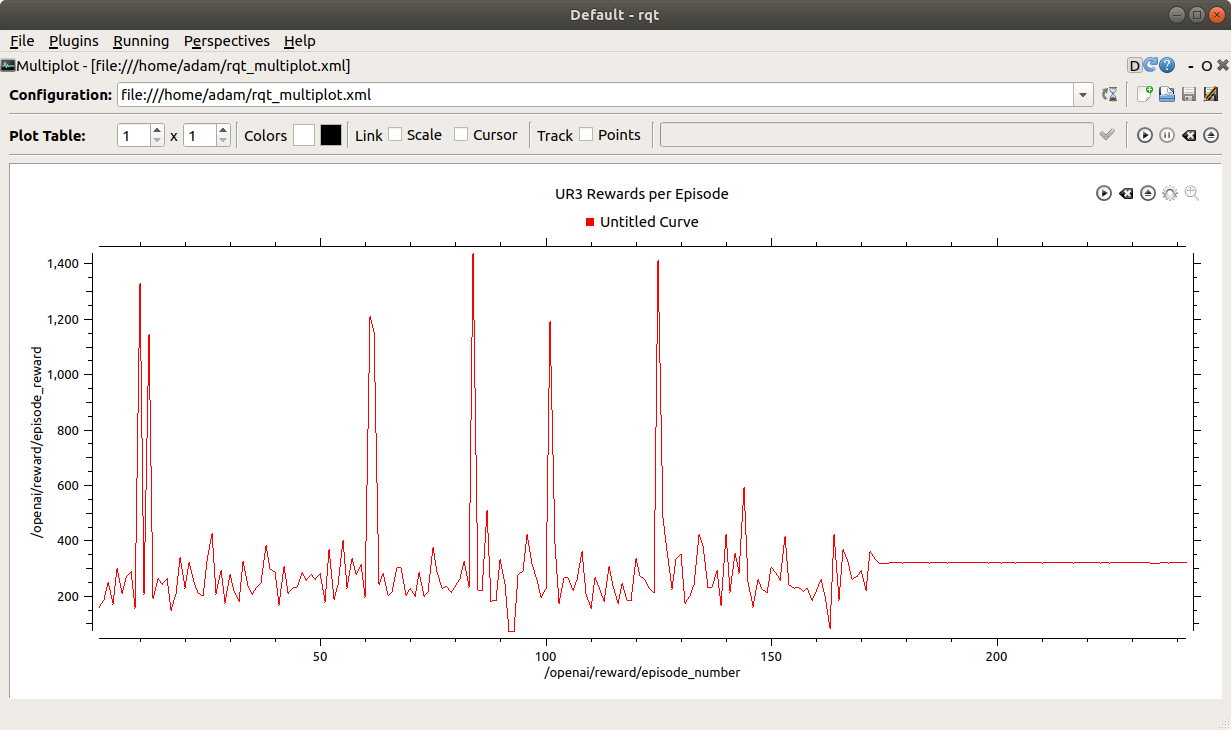 Default - rqt
File Plugins Running Perspectives Help
Multiplot - [file:///home/adam/rqt_multiplot.xml] D ? - O
Configuration: file:///home/adam/rqt_multiplot.xml
Plot Table: 1 x 1 Colors Link Scale Cursor Track Points
UR3 Rewards per Episode
Untitled Curve
1,400
1,200
1,000
800
600
400
200
/openai/reward/episode_reward
50 100 150 200
/openai/reward/episode_number